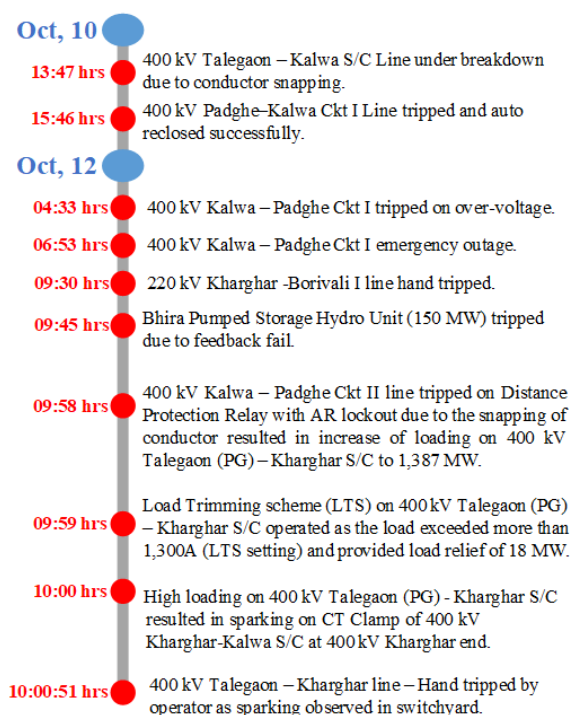 Oct, 10
13:47 hrs
400 kV Talegaon – Kalwa S/C Line under breakdown
due to conductor snapping.
15:46 hrs
400 kV Padghe–Kalwa Ckt I Line tripped and auto
reclosed successfully.
Oct, 12
04:33 hrs
400 kV Kalwa – Padghe Ckt I tripped on over-voltage.
06:53 hrs
400 kV Kalwa – Padghe Ckt I emergency outage.
09:30 hrs
220 kV Kharghar -Borivali I line hand tripped.
09:45 hrs
Bhira Pumped Storage Hydro Unit (150 MW) tripped
due to feedback fail.
09:58 hrs
400 kV Kalwa – Padghe Ckt II line tripped on Distance
Protection Relay with AR lockout due to the snapping of
conductor resulted in increase of loading on 400 kV
Talegaon (PG) – Kharghar S/C to 1,387 MW.
09:59 hrs
Load Trimming scheme (LTS) on 400 kV Talegaon (PG)
– Kharghar S/C operated as the load exceeded more than
1,300A (LTS setting) and provided load relief of 18 MW.
10:00 hrs
High loading on 400 kV Talegaon (PG) - Kharghar S/C
resulted in sparking on CT Clamp of 400 kV
Kharghar-Kalwa S/C at 400 kV Kharghar end.
10:00:51 hrs
400 kV Talegaon – Kharghar line – Hand tripped by
operator as sparking observed in switchyard.